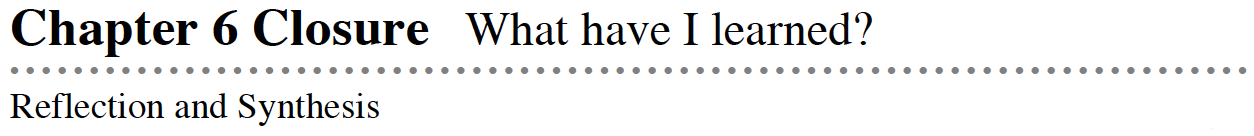 Chapter 6 Closure What have I learned?
Reflection and Synthesis